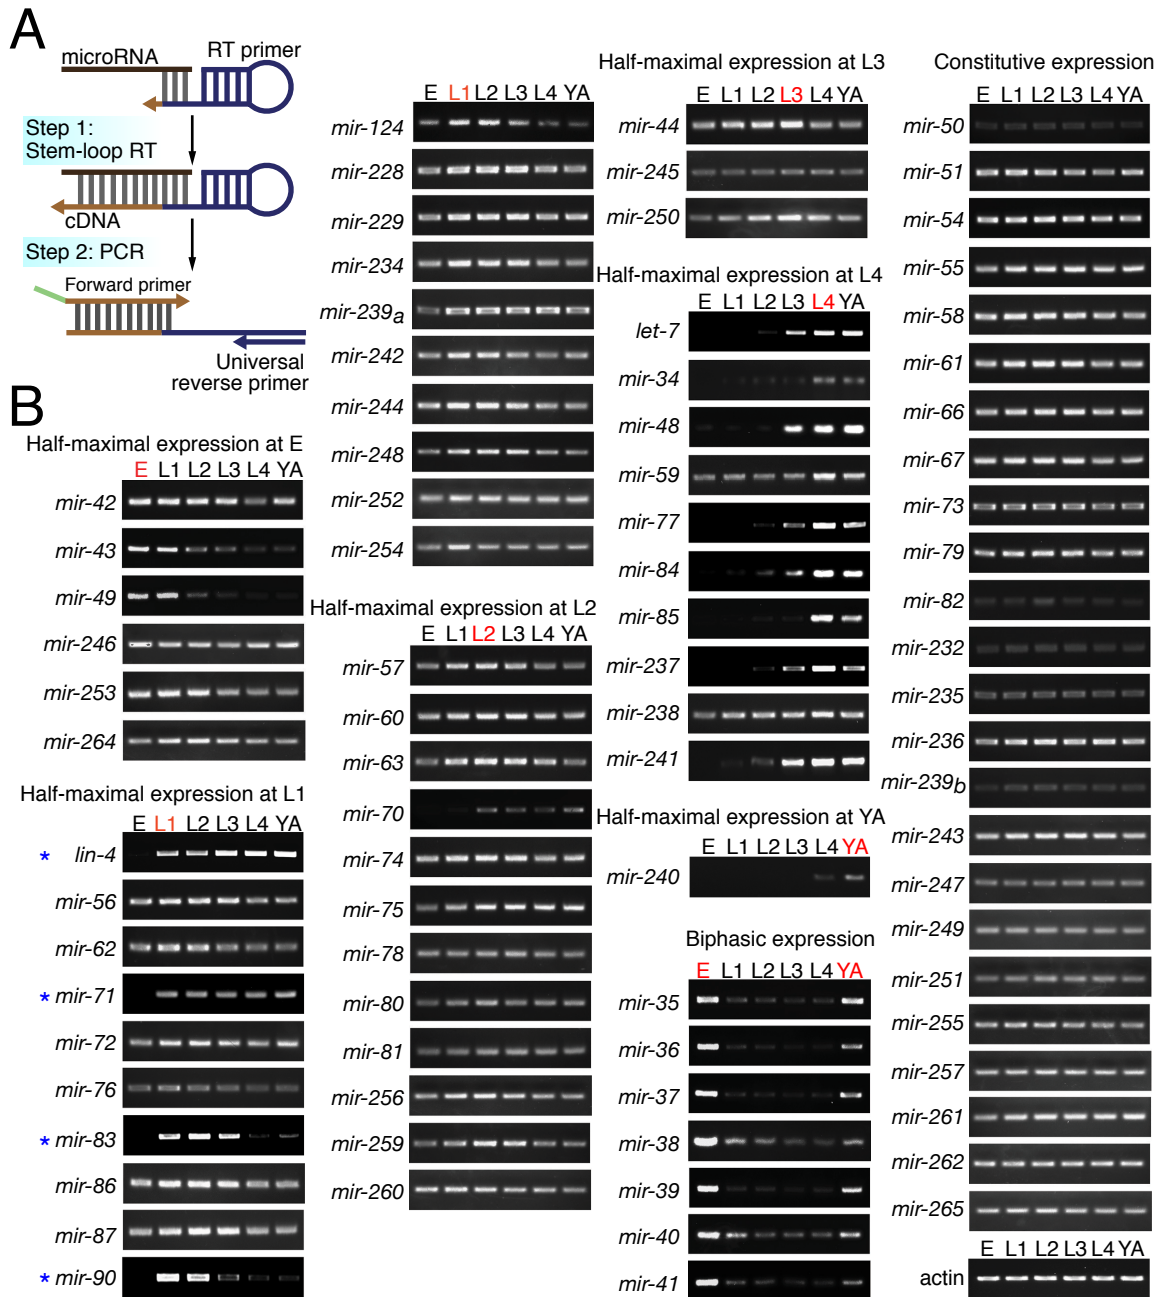 A
microRNA
RT primer
Step 1:
Stem-loop RT
cDNA
Step 2: PCR
Forward primer
Universal
reverse primer
B
Half-maximal expression at E
E L1 L2 L3 L4 YA
mir-42
mir-43
mir-49
mir-246
mir-253
mir-264
Half-maximal expression at L1
E L1 L2 L3 L4 YA
* lin-4
mir-56
mir-62
* mir-71
mir-72
mir-76
* mir-83
mir-86
mir-87
* mir-90
E L1 L2 L3 L4 YA
mir-124
mir-228
mir-229
mir-234
mir-239a
mir-242
mir-244
mir-248
mir-252
mir-254
Half-maximal expression at L2
E L1 L2 L3 L4 YA
mir-57
mir-60
mir-63
mir-70
mir-74
mir-75
mir-78
mir-80
mir-81
mir-256
mir-259
mir-260
Half-maximal expression at L3
E L1 L2 L3 L4 YA
mir-44
mir-245
mir-250
Half-maximal expression at L4
E L1 L2 L3 L4 YA
let-7
mir-34
mir-48
mir-59
mir-77
mir-84
mir-85
mir-237
mir-238
mir-241
Half-maximal expression at YA
E L1 L2 L3 L4 YA
mir-240
Biphasic expression
E L1 L2 L3 L4 YA
mir-35
mir-36
mir-37
mir-38
mir-39
mir-40
mir-41
Constitutive expression
E L1 L2 L3 L4 YA
mir-50
mir-51
mir-54
mir-55
mir-58
mir-61
mir-66
mir-67
mir-73
mir-79
mir-82
mir-232
mir-235
mir-236
mir-239b
mir-243
mir-247
mir-249
mir-251
mir-255
mir-257
mir-261
mir-262
mir-265
E L1 L2 L3 L4 YA
actin